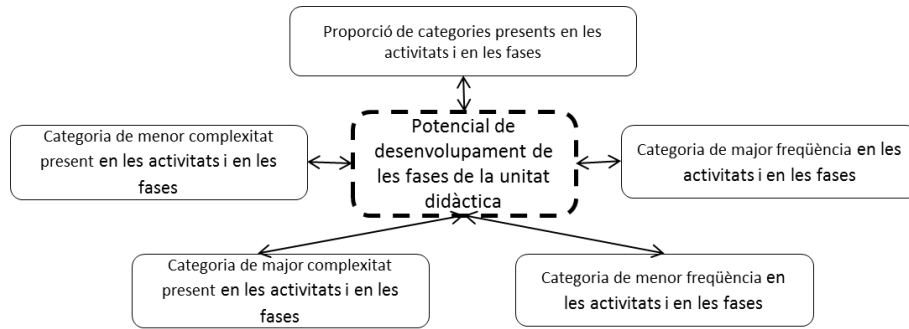 Proporció de categories presents en les
activitats i en les fases
Potencial de
desenvolupament de
les fases de la unitat
didàctica
Categoria de menor complexitat
present en les activitats i en les
fases
Categoria de major freqüència en les
activitats i en les fases
Categoria de major complexitat
present en les activitats i en les
fases
Categoria de menor freqüència en
les activitats i en les fases